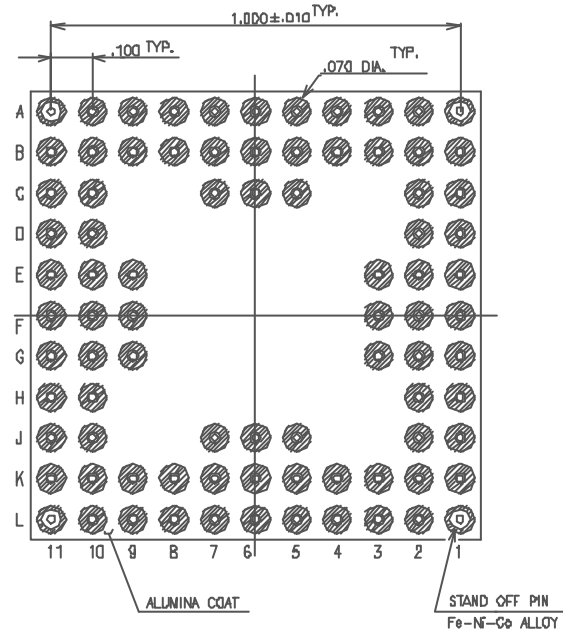 1.000±.010 TYP.
.100 TYP.
TYP.
.070 DIA.
A
B
C
D
E
F
G
H
J
K
L
11 10 9 8 7 6 5 4 3 2 1
ALUMINA COAT
STAND OFF PIN
Fe-Ni-Co ALLOY